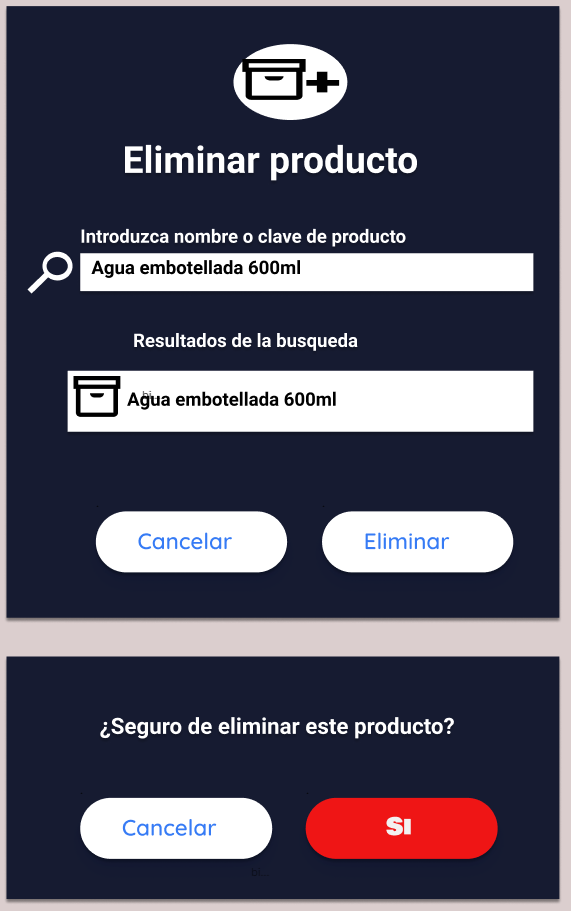 Eliminar producto
Introduzca nombre o clave de producto
Agua embotellada 600ml
Resultados de la busqueda
Agua embotellada 600ml
Cancelar
Eliminar
¿Seguro de eliminar este producto?
Cancelar
SI